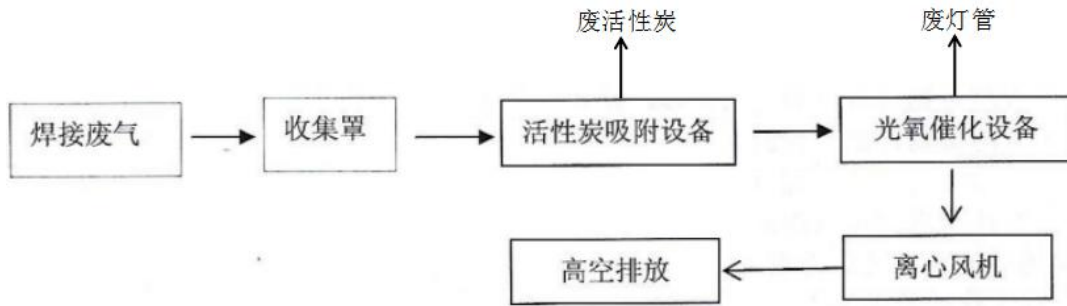 废活性炭
废灯管
焊接废气
收集罩
活性炭吸附设备
光氧催化设备
高空排放
离心风机